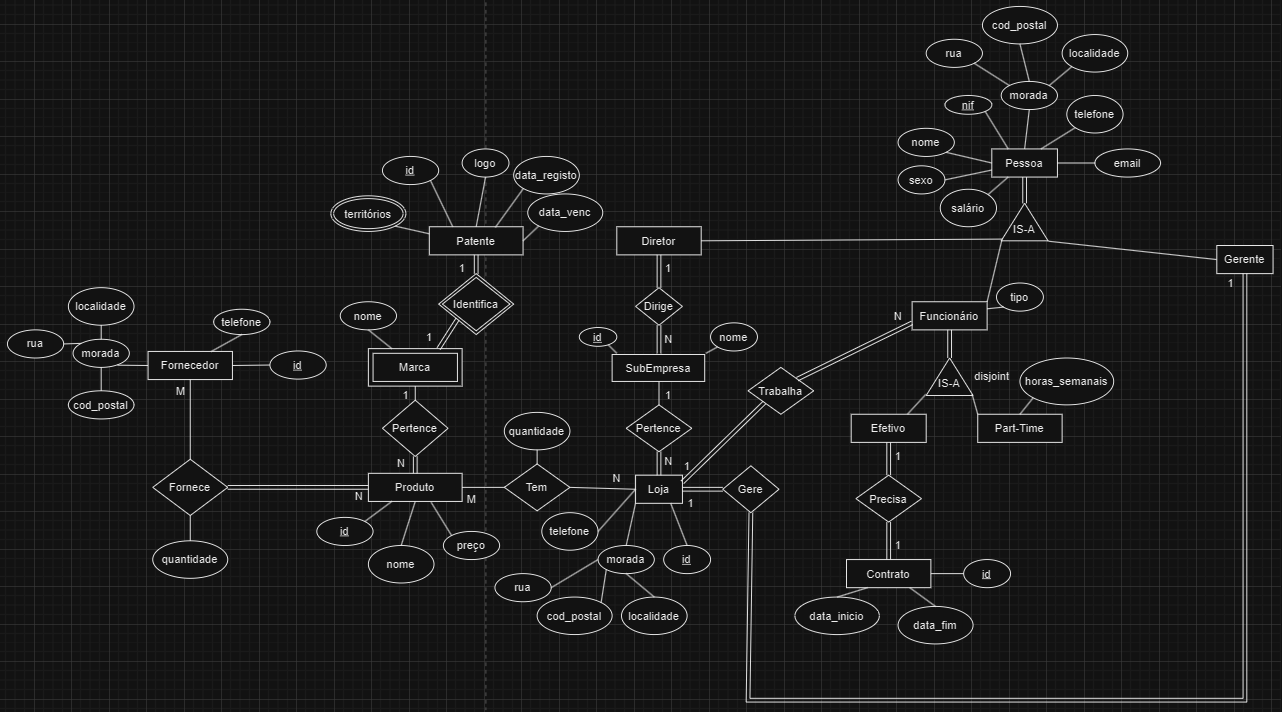 cod_postal
rua
localidade
morada
nif
telefone
nome
Pessoa
email
sexo
salário
IS-A
id
logo
data_registo
territórios
data_venc
Patente
1
Identifica
1
Diretor
1
Dirige
N
Gerente
1
tipo
N
Funcionário
localidade
telefone
rua
morada
Fornecedor
id
cod_postal
M
nome
Marca
1
Pertence
N
id
nome
SubEmpresa
1
Pertence
N
Trabalha
1
IS-A
disjoint
horas_semanais
Efetivo
Part-Time
1
Precisa
1
Contrato
id
data_inicio
data_fim
Fornece
N
quantidade
Produto
M
id
nome
preço
quantidade
Tem
N
Loja
1
Gere
telefone
morada
id
rua
cod_postal
localidade